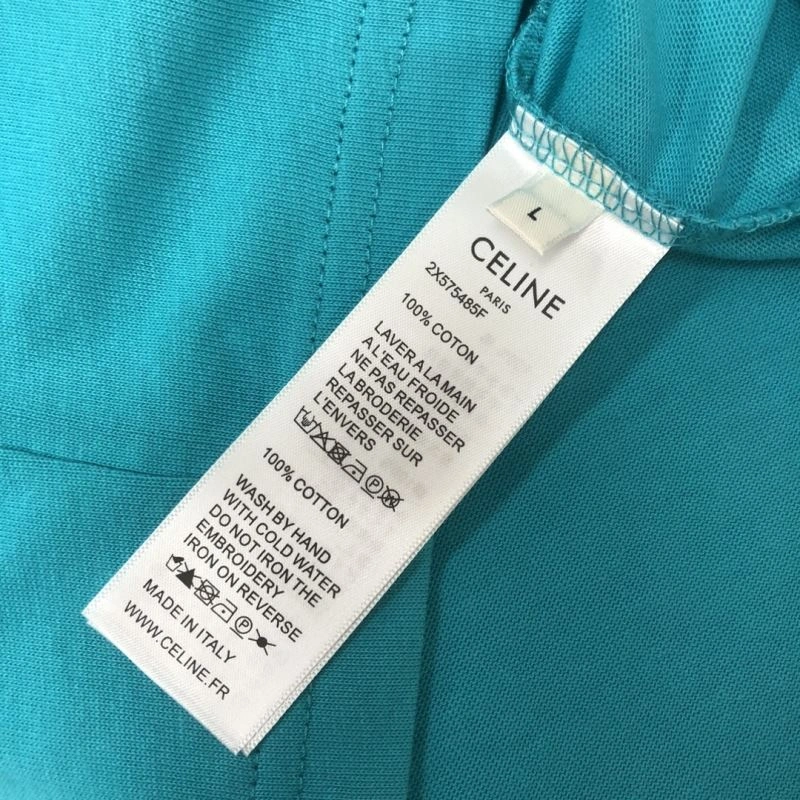 L
CELINE
PARIS
2X575485F
100% COTON
LAVER A LA MAIN
A L'EAU FROIDE
NE PAS REPASSER
LA BRODERIE
REPASSER SUR
L'ENVERS
100% COTTON
WASH BY HAND
WITH COLD WATER
DO NOT IRON THE
EMBROIDERY
IRON ON REVERSE
MADE IN ITALY
WWW.CELINE.FR